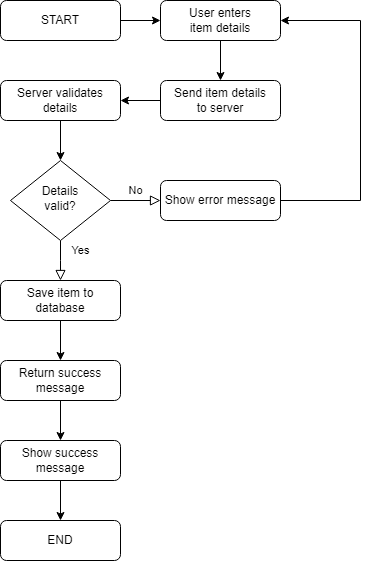 START
User enters
item details
Server validates
details
Send item details
to server
Details
valid?
No
Show error message
Yes
Save item to
database
Return success
message
Show success
message
END